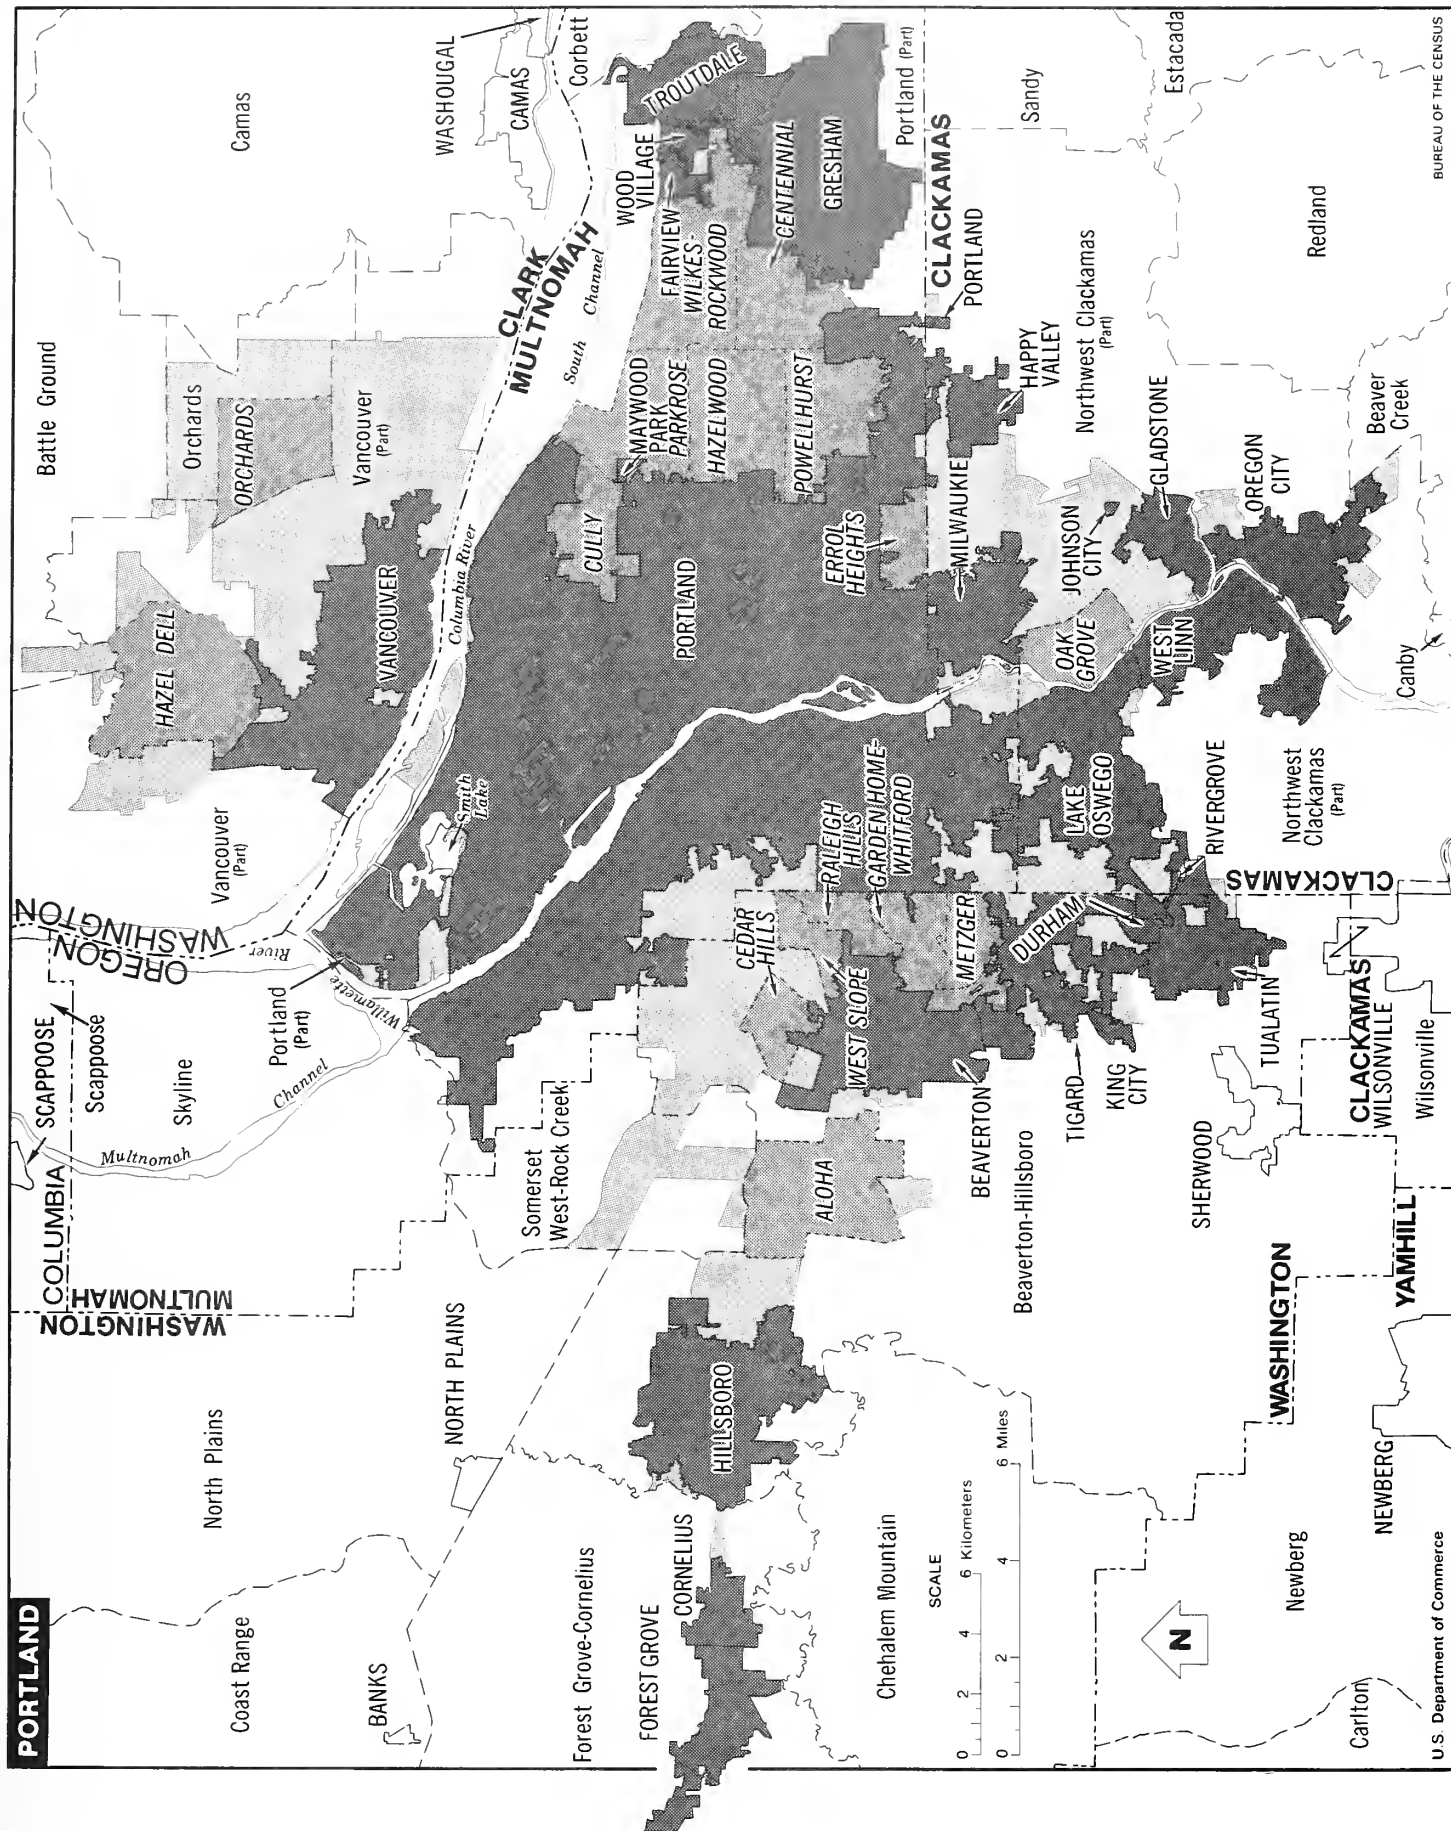 PORTLAND
COLUMBIA
SCAPPOOSE
Scappoose
OREGON
WASHINGTON
WASHINGTON
MULTNOMAH
Skyline
Multnomah
Channel
Willamette
River
Portland
(Part)
Vancouver
(Part)
HAZEL DELL
Battle Ground
Orchards
ORCHARDS
Vancouver
(Part)
Camas
WASHOUGAL
CAMAS
Corbett
VANCOUVER
Columbia River
CLARK
MULTNOMAH
South Channel
Smith
Lake
North Plains
NORTH PLAINS
Coast Range
BANKS
Somerset
West-Rock Creek
Forest Grove-Cornelius
FOREST GROVE
CORNELIUS
HILLSBORO
ALOHA
CEDAR
HILLS
WEST SLOPE
RALEIGH
HILLS
GARDEN HOME-
WHITFORD
METZGER
PORTLAND
CULLY
MAYWOOD
PARK
PARKROSE
HAZELWOOD
POWELLHURST
ERROL
HEIGHTS
WOOD
VILLAGE
FAIRVIEW
WILKES-
ROCKWOOD
TROUTDALE
CENTENNIAL
GRESHAM
Portland (Part)
CLACKAMAS
PORTLAND
Sandy
Estacada
HAPPY
VALLEY
Northwest Clackamas
(Part)
Redland
MILWAUKIE
JOHNSON
CITY
GLADSTONE
OREGON
CITY
Beaver
Creek
OAK
GROVE
WEST
LINN
Canby
LAKE
OSWEGO
RIVERGROVE
Northwest
Clackamas
(Part)
CLACKAMAS
DURHAM
BEAVERTON
Beaverton-Hillsboro
TIGARD
KING
CITY
TUALATIN
SHERWOOD
CLACKAMAS
WILSONVILLE
Wilsonville
WASHINGTON
YAMHILL
NEWBERG
Newberg
Chehalem Mountain
Carlton
SCALE
0 2 4 6 Kilometers
0 2 4 6 Miles
N
U.S. Department of Commerce
BUREAU OF THE CENSUS